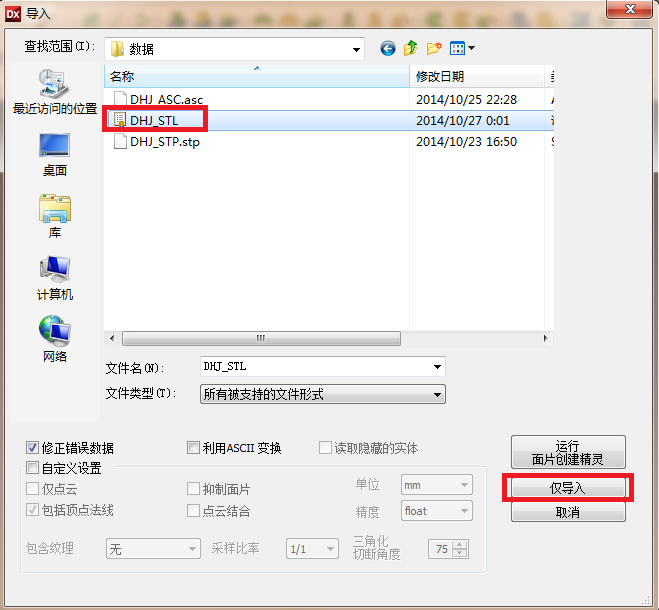 Dx 导入
查找范围(I):
数据
最近访问的位置
桌面
库
计算机
网络
名称
修改日期
DHJ_ASC.asc
2014/10/25 22:28
DHJ_STL
2014/10/27 0:01
DHJ_STP.stp
2014/10/23 16:50
文件名(N):
DHJ_STL
文件类型(T):
所有被支持的文件形式
修正错误数据
利用ASCII 变换
读取隐藏的实体
自定义设置
仅点云
抑制面片
单位
mm
包括顶点法线
点云结合
精度
float
包含纹理
无
采样比率
1/1
三角化
切断角度
75
运行
面片创建精灵
仅导入
取消